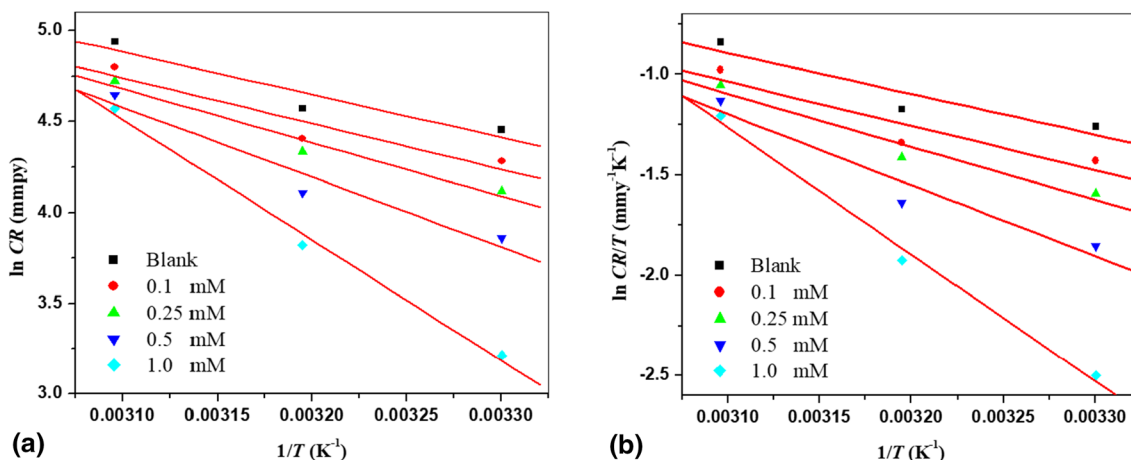 5.0
4.5
4.0
3.5
3.0
ln CR (mmpy)
Blank
0.1 mM
0.25 mM
0.5 mM
1.0 mM
0.00310
0.00315
0.00320
0.00325
0.00330
1/T (K⁻¹)
(a)
-1.0
-1.5
-2.0
-2.5
ln CR/T (mmy⁻¹K⁻¹)
Blank
0.1 mM
0.25 mM
0.5 mM
1.0 mM
0.00310
0.00315
0.00320
0.00325
0.00330
1/T (K⁻¹)
(b)